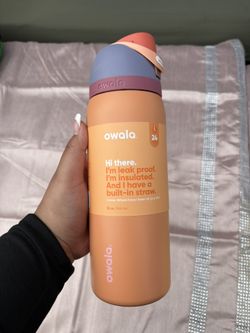 owala
owala.
24
Hi there.
I'm leak proof.
I'm insulated.
And I have a
built-in straw.
owala.